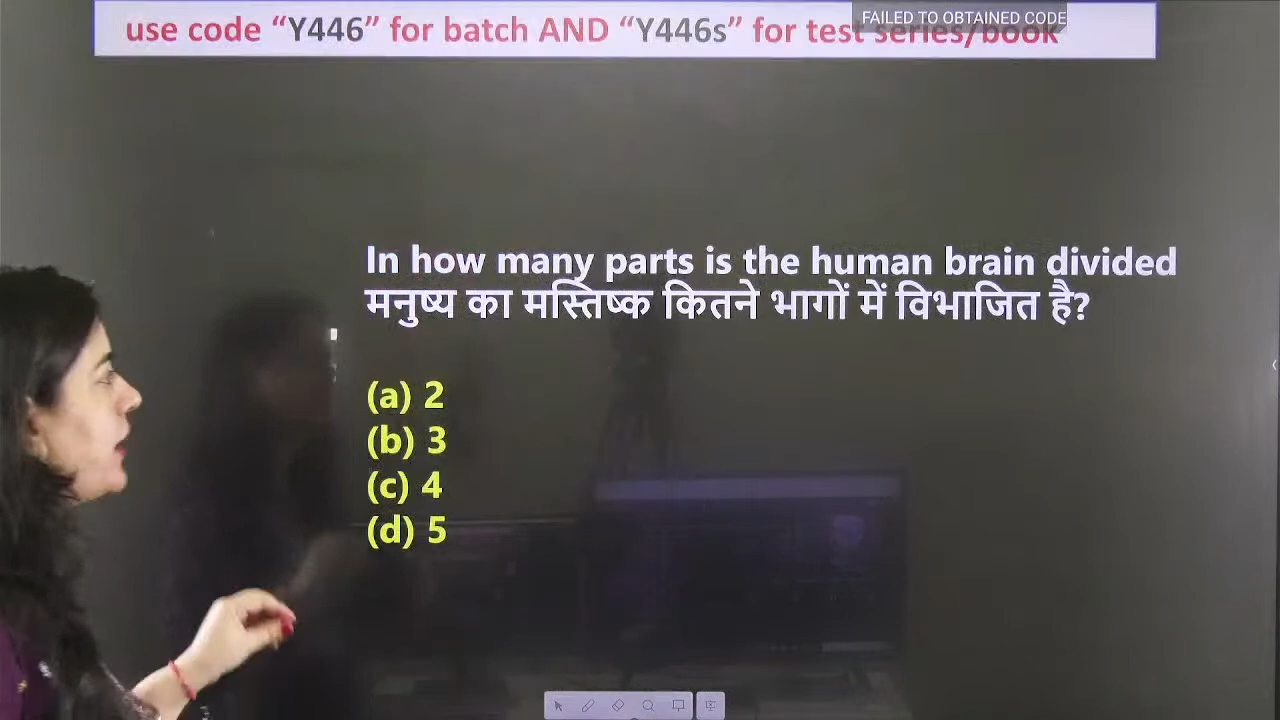 use code “Y446” for batch AND “Y446s” for test series/book
FAILED TO OBTAINED CODE
In how many parts is the human brain divided
मनुष्य का मस्तिष्क कितने भागों में विभाजित है?
(a) 2
(b) 3
(c) 4
(d) 5